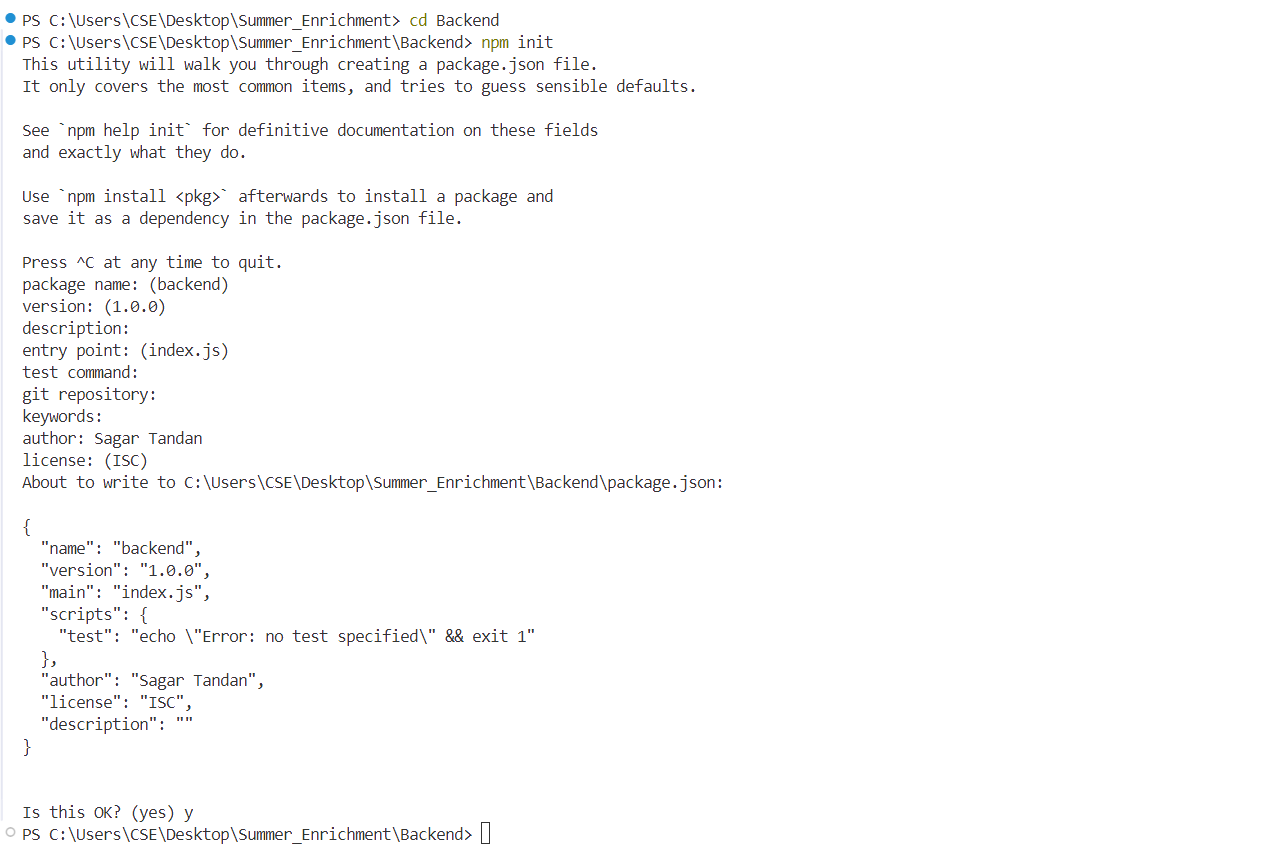 PS C:\Users\CSE\Desktop\Summer_Enrichment> cd Backend
PS C:\Users\CSE\Desktop\Summer_Enrichment\Backend> npm init
This utility will walk you through creating a package.json file.
It only covers the most common items, and tries to guess sensible defaults.

See `npm help init` for definitive documentation on these fields
and exactly what they do.

Use `npm install <pkg>` afterwards to install a package and
save it as a dependency in the package.json file.

Press ^C at any time to quit.
package name: (backend)
version: (1.0.0)
description:
entry point: (index.js)
test command:
git repository:
keywords:
author: Sagar Tandan
license: (ISC)
About to write to C:\Users\CSE\Desktop\Summer_Enrichment\Backend\package.json:

{
  "name": "backend",
  "version": "1.0.0",
  "main": "index.js",
  "scripts": {
    "test": "echo \"Error: no test specified\" && exit 1"
  },
  "author": "Sagar Tandan",
  "license": "ISC",
  "description": ""
}

Is this OK? (yes) y
PS C:\Users\CSE\Desktop\Summer_Enrichment\Backend>